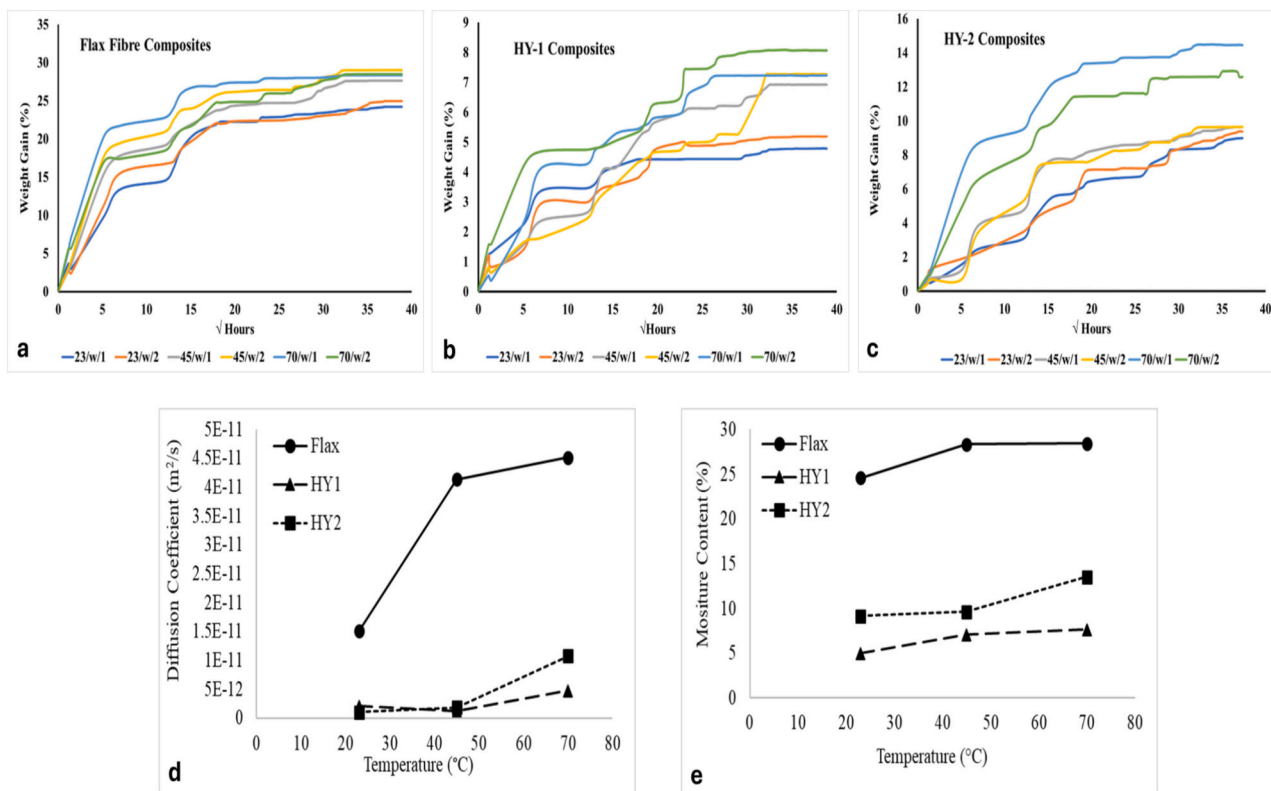 Flax Fibre Composites
Weight Gain (%)
35
30
25
20
15
10
5
0
0 5 10 15 20 25 30 35 40
√ Hours
23/w/1 23/w/2 45/w/1 45/w/2 70/w/1 70/w/2
a
HY-1 Composites
Weight Gain (%)
9
8
7
6
5
4
3
2
1
0
0 5 10 15 20 25 30 35 40
√ Hours
23/w/1 23/w/2 45/w/1 45/w/2 70/w/1 70/w/2
b
HY-2 Composites
Weight Gain (%)
16
14
12
10
8
6
4
2
0
0 5 10 15 20 25 30 35 40
√ Hours
23/w/1 23/w/2 45/w/1 45/w/2 70/w/1 70/w/2
c
Diffusion Coefficient (m²/s)
5E-11
4.5E-11
4E-11
3.5E-11
3E-11
2.5E-11
2E-11
1.5E-11
1E-11
5E-12
0
Flax
HY1
HY2
0 10 20 30 40 50 60 70 80
Temperature (°C)
d
Mositure Content (%)
30
25
20
15
10
5
0
Flax
HY1
HY2
0 10 20 30 40 50 60 70 80
Temperature (°C)
e